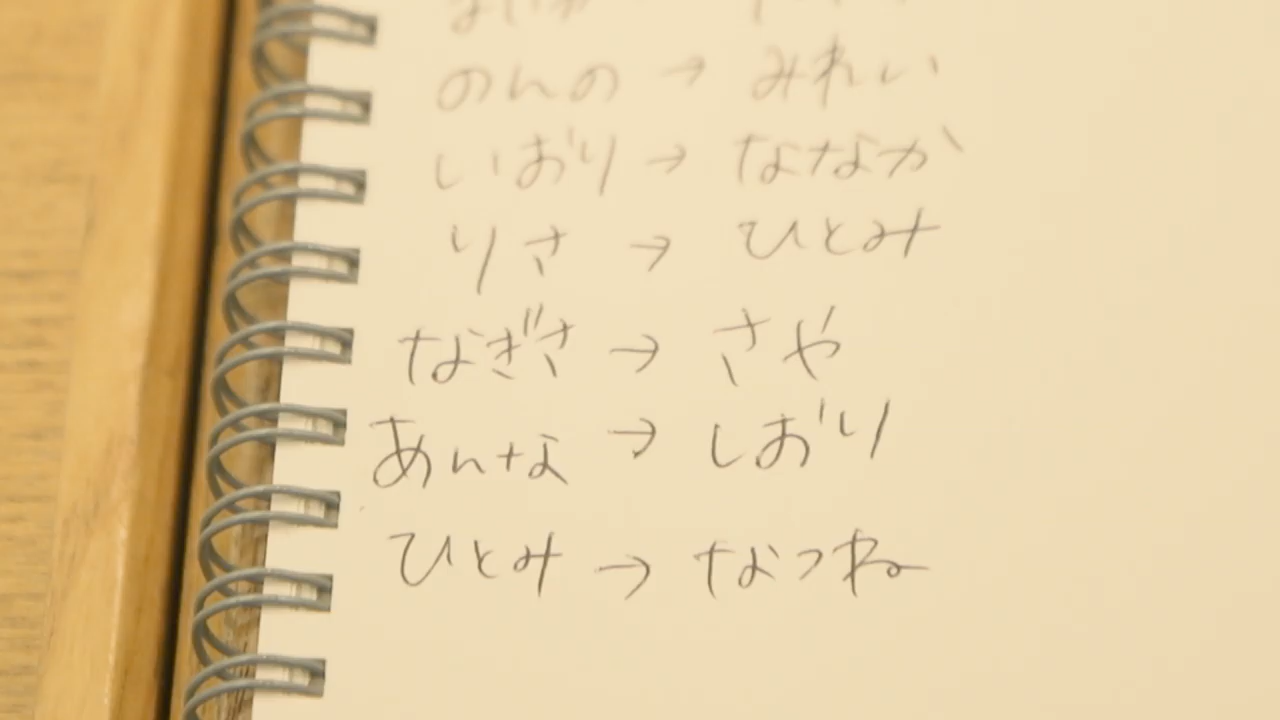 のんの → みれい
いおり → ななか
りさ → ひとみ
なぎさ → さや
あんな → しおり
ひとみ → なつね